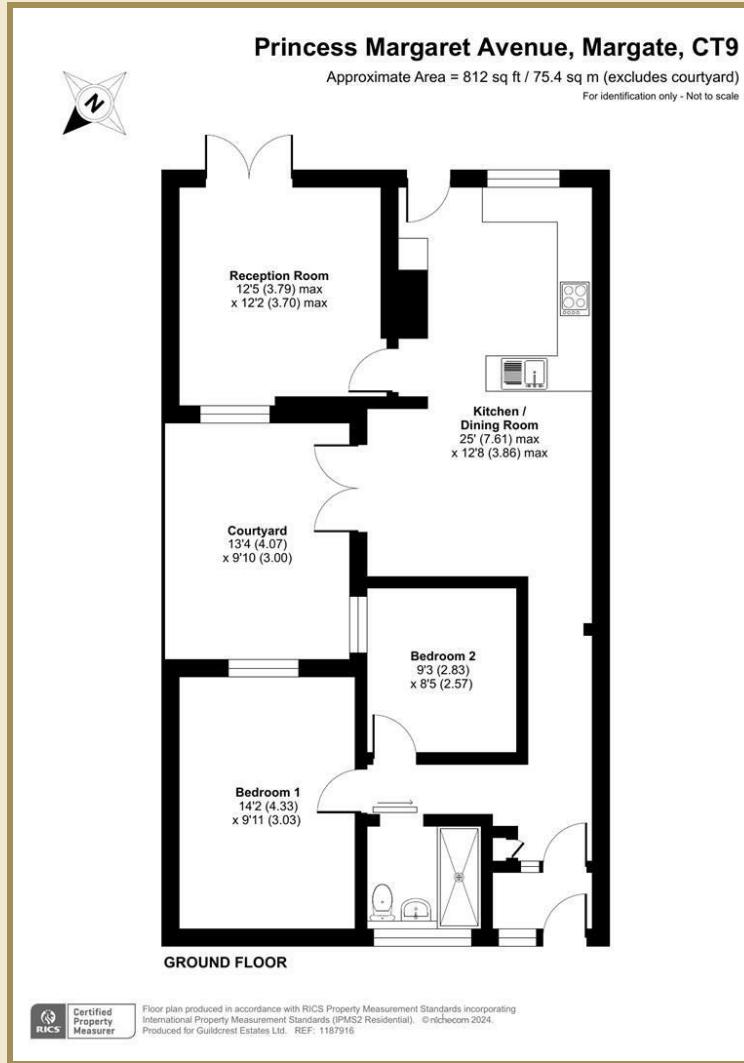 Princess Margaret Avenue, Margate, CT9
Approximate Area = 812 sq ft / 75.4 sq m (excludes courtyard)
For identification only - Not to scale
N
Reception Room
12'5 (3.79) max
x 12'2 (3.70) max
Kitchen /
Dining Room
25' (7.61) max
x 12'8 (3.86) max
Courtyard
13'4 (4.07)
x 9'10 (3.00)
Bedroom 2
9'3 (2.83)
x 8'5 (2.57)
Bedroom 1
14'2 (4.33)
x 9'11 (3.03)
GROUND FLOOR
RICS
Certified
Property
Measurer
Floor plan produced in accordance with RICS Property Measurement Standards incorporating
International Property Measurement Standards (IPMS2 Residential). © nichecom 2024.
Produced for Guildcrest Estates Ltd. REF: 1187916